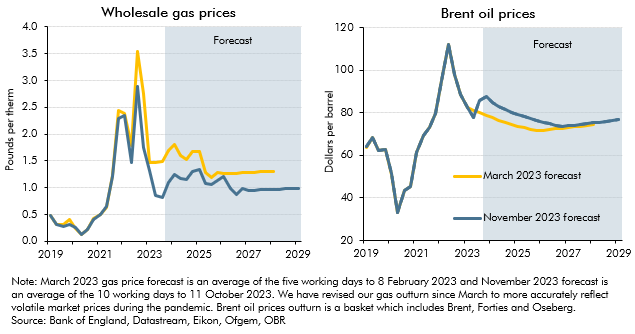 Wholesale gas prices
4.0
3.5
3.0
2.5
2.0
1.5
1.0
0.5
0.0
Pounds per therm
Forecast
2019 2021 2023 2025 2027 2029
Brent oil prices
120
100
80
60
40
20
Dollars per barrel
Forecast
March 2023 forecast
November 2023 forecast
2019 2021 2023 2025 2027 2029
Note: March 2023 gas price forecast is an average of the five working days to 8 February 2023 and November 2023 forecast is
an average of the 10 working days to 11 October 2023. We have revised our gas outturn since March to more accurately reflect
volatile market prices during the pandemic. Brent oil prices outturn is a basket which includes Brent, Forties and Oseberg.
Source: Bank of England, Datastream, Eikon, Ofgem, OBR